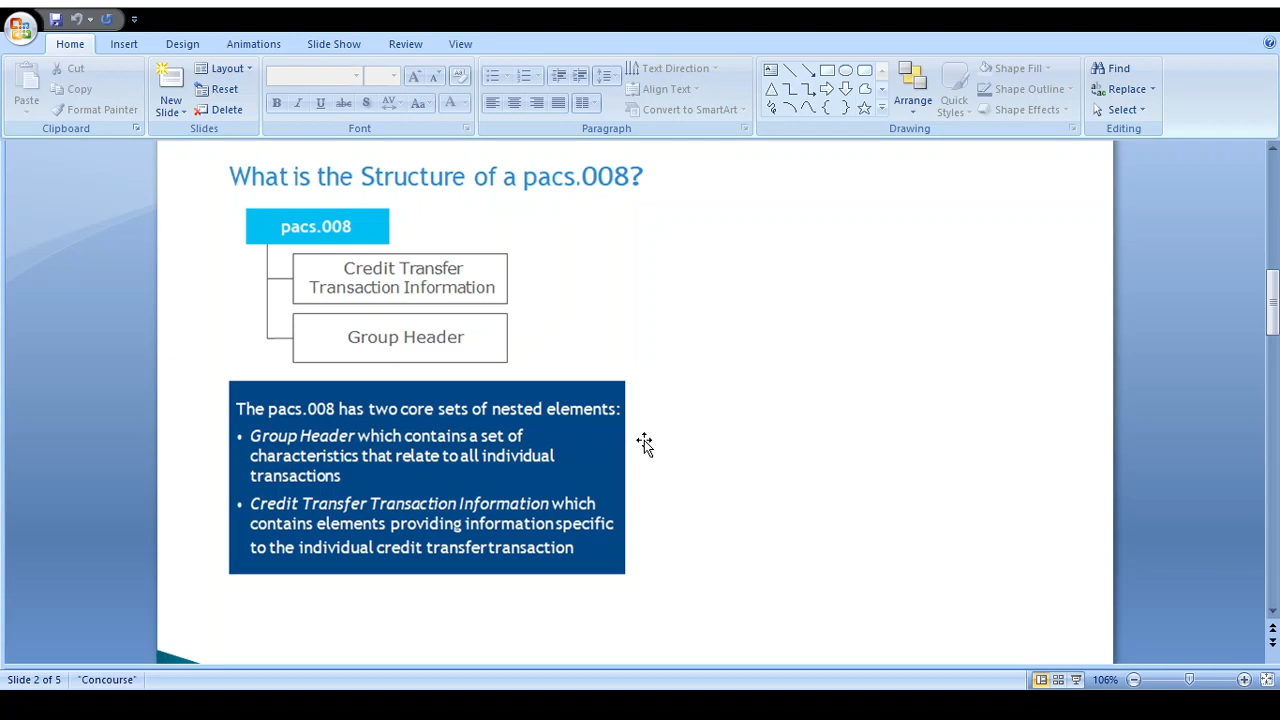 Home Insert Design Animations Slide Show Review View
Paste
Cut
Copy
Format Painter
Clipboard
New
Slide
Layout
Reset
Delete
Slides
B I U abc S AV Aa A
Font
Text Direction
Align Text
Convert to SmartArt
Paragraph
Arrange
Quick
Styles
Shape Fill
Shape Outline
Shape Effects
Drawing
Find
Replace
Select
Editing
What is the Structure of a pacs.008?
pacs.008
Credit Transfer
Transaction Information
Group Header
The pacs.008 has two core sets of nested elements:
• Group Header which contains a set of
characteristics that relate to all individual
transactions
• Credit Transfer Transaction Information which
contains elements providing information specific
to the individual credit transfer transaction
Slide 2 of 5 "Concourse" 106%